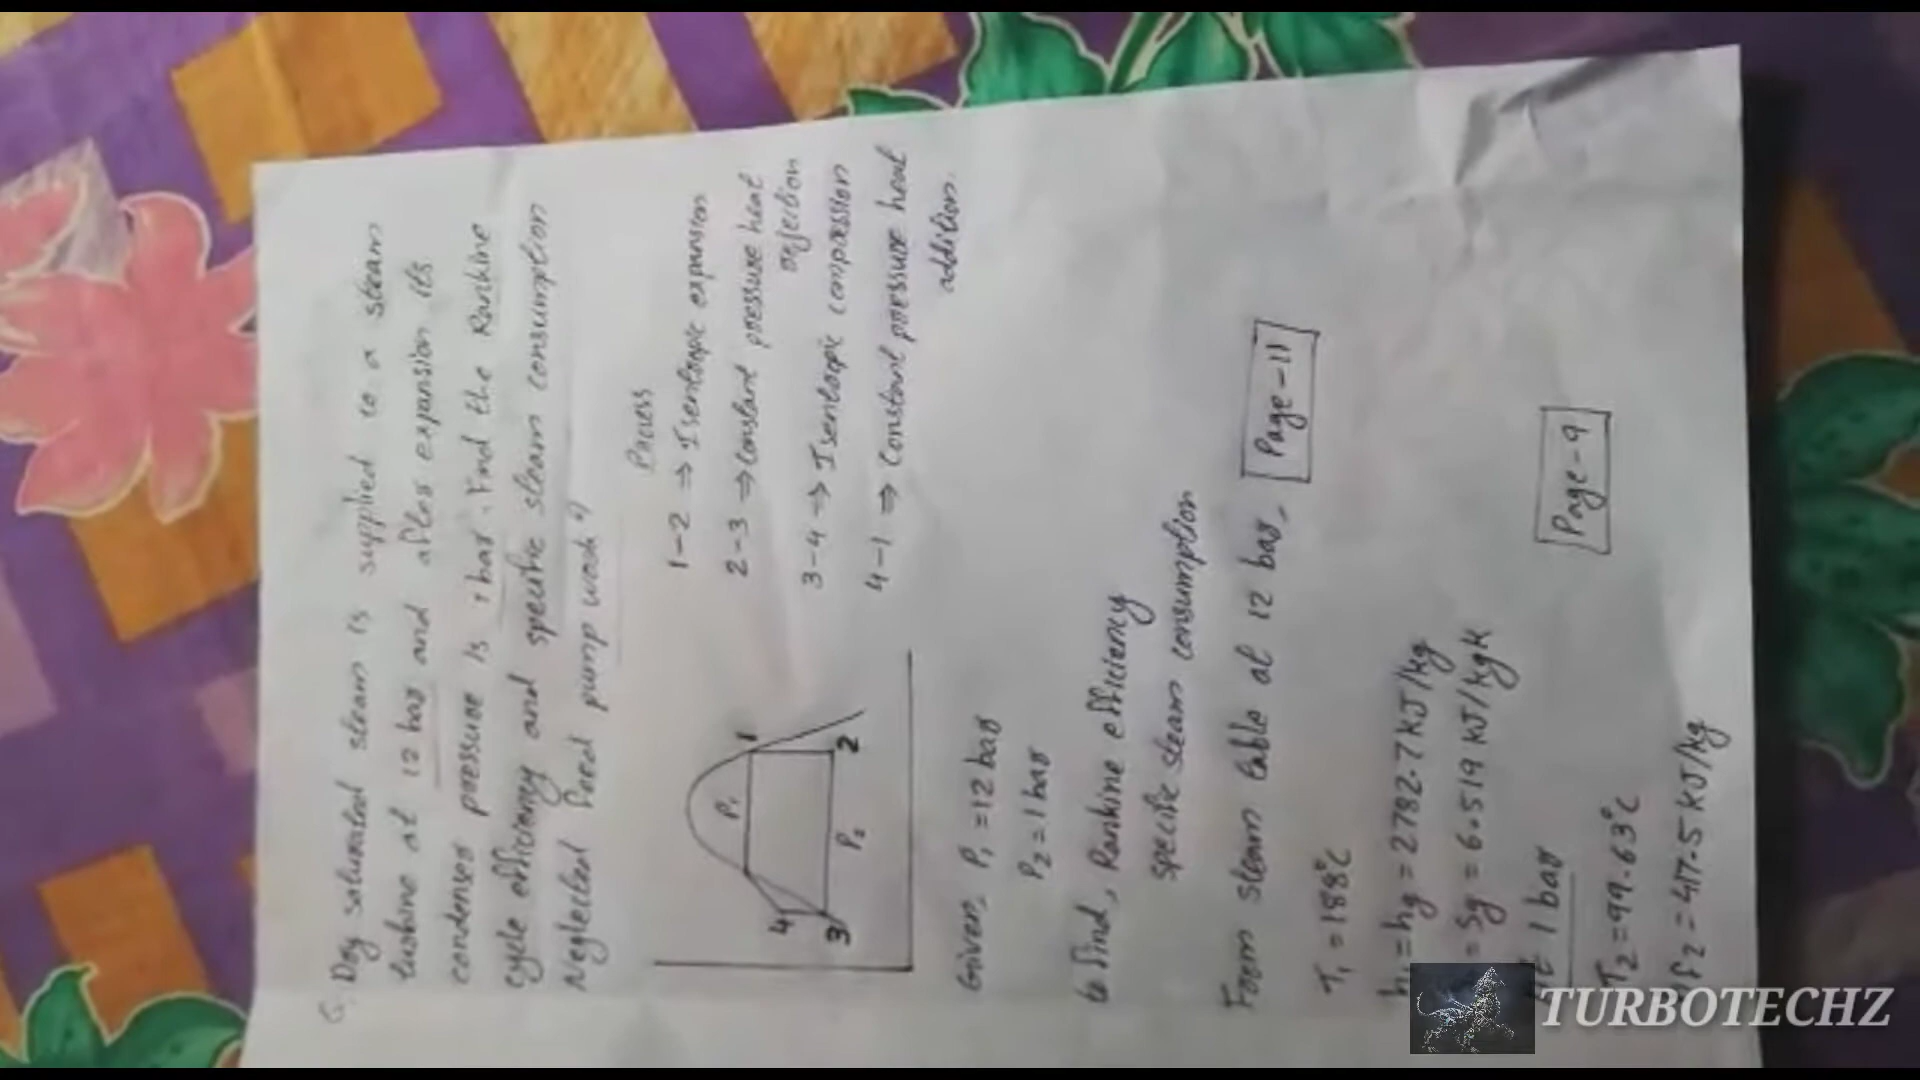 Q. Dry saturated steam is supplied to a steam
turbine at 12 bar and after expansion its
condenser pressure is 1 bar. Find the Rankine
cycle efficiency and specific steam consumption
Neglected feed pump work?
Process
1-2 ⇒ Isentropic expansion
2-3 ⇒ constant pressure heat
rejection
3-4 ⇒ Isentropic compression
4-1 ⇒ constant pressure heat
addition.
P₁
1
4
3
P₂
2
Given, P₁ = 12 bar
P₂ = 1 bar
to find, Rankine efficiency
specific steam consumption
From steam table at 12 bar,
Page-11
T₁ = 188°C
h₁ = hg = 2782.7 KJ/kg
= Sg = 6.519 KJ/kgK
1 bar
Page-9
T₂ = 99.63°C
hf₂ = 417.5 KJ/kg
TURBOTECHZ